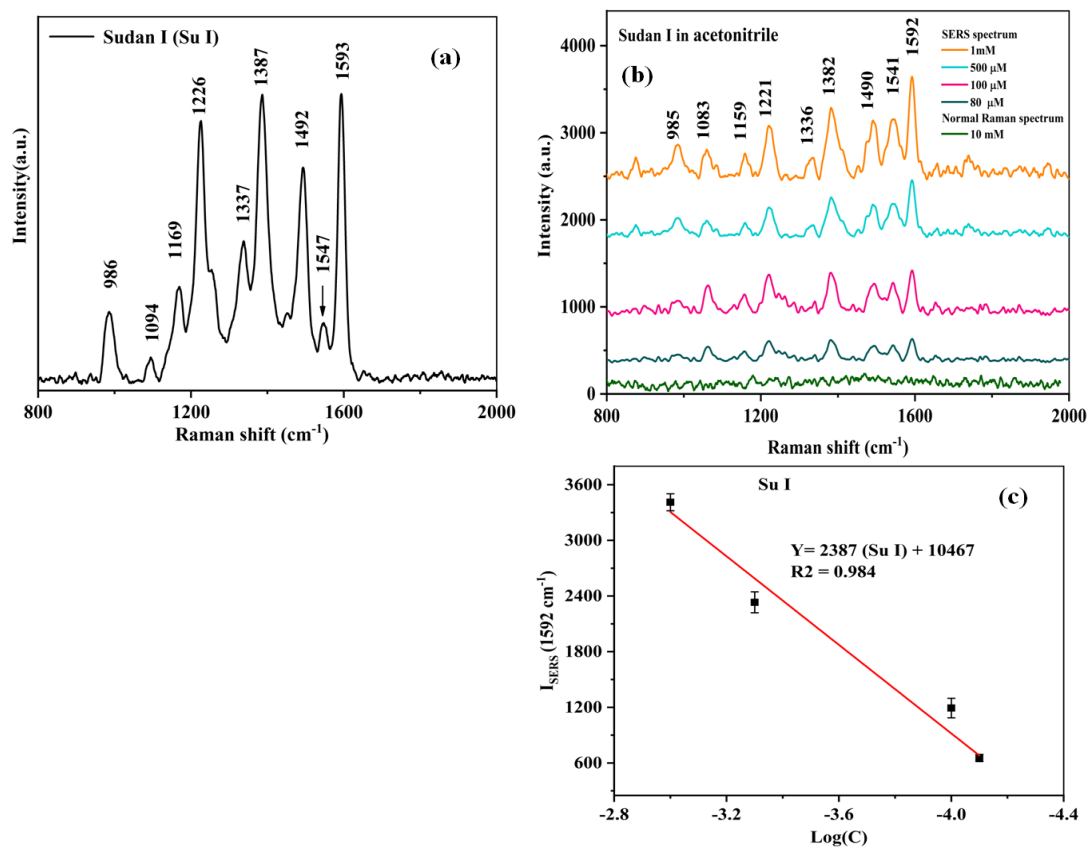 Sudan I (Su I)
(a)
986
1094
1169
1226
1337
1387
1492
1547
1593
Intensity(a.u.)
800
1200
1600
2000
Raman shift (cm-1)
Sudan I in acetonitrile
(b)
SERS spectrum
1mM
500 µM
100 µM
80 µM
Normal Raman spectrum
10 mM
985
1083
1159
1221
1336
1382
1490
1541
1592
4000
3000
2000
1000
0
Intensity (a.u.)
800
1200
1600
2000
Raman shift (cm-1)
Su I
(c)
Y= 2387 (Su I) + 10467
R2 = 0.984
3600
3000
2400
1800
1200
600
ISERS (1592 cm-1)
-2.8
-3.2
-3.6
-4.0
-4.4
Log(C)